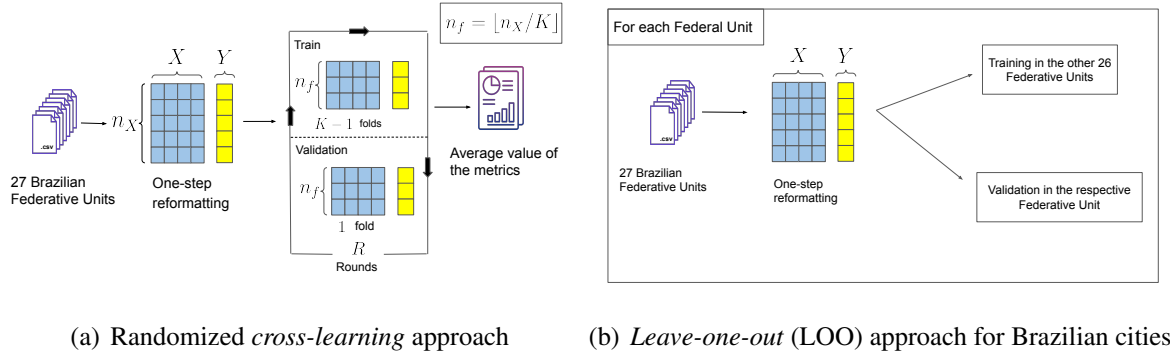 n_f = ⌊n_X/K⌋
X Y
n_X
.CSV
27 Brazilian
Federative Units
One-step
reformatting
Train
n_f
K − 1 folds
Validation
n_f
1 fold
R
Rounds
Average value of
the metrics
(a) Randomized cross-learning approach
For each Federal Unit
X Y
.CSV
27 Brazilian
Federative Units
One-step
reformatting
Training in the other 26
Federative Units
Validation in the respective
Federative Unit
(b) Leave-one-out (LOO) approach for Brazilian cities